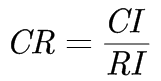 CR = CI / RI